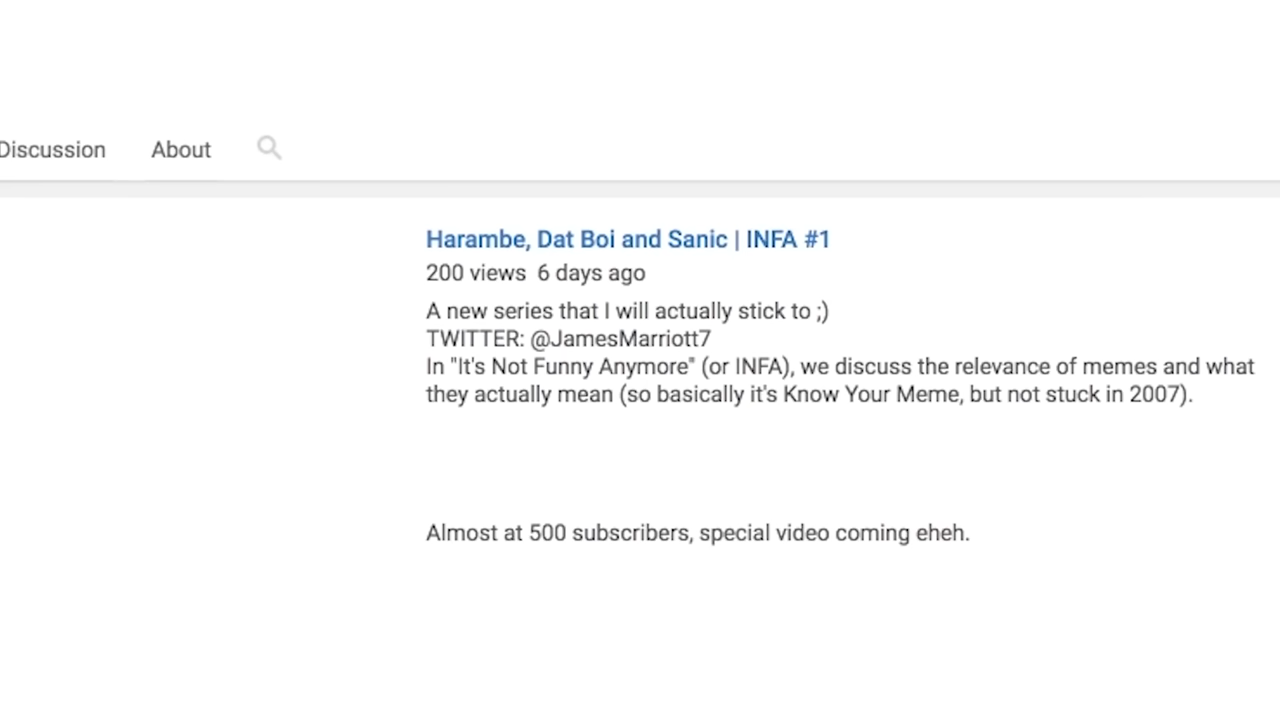 Discussion About
Harambe, Dat Boi and Sanic | INFA #1
200 views 6 days ago
A new series that I will actually stick to ;)
TWITTER: @JamesMarriott7
In "It's Not Funny Anymore" (or INFA), we discuss the relevance of memes and what
they actually mean (so basically it's Know Your Meme, but not stuck in 2007).
Almost at 500 subscribers, special video coming eheh.